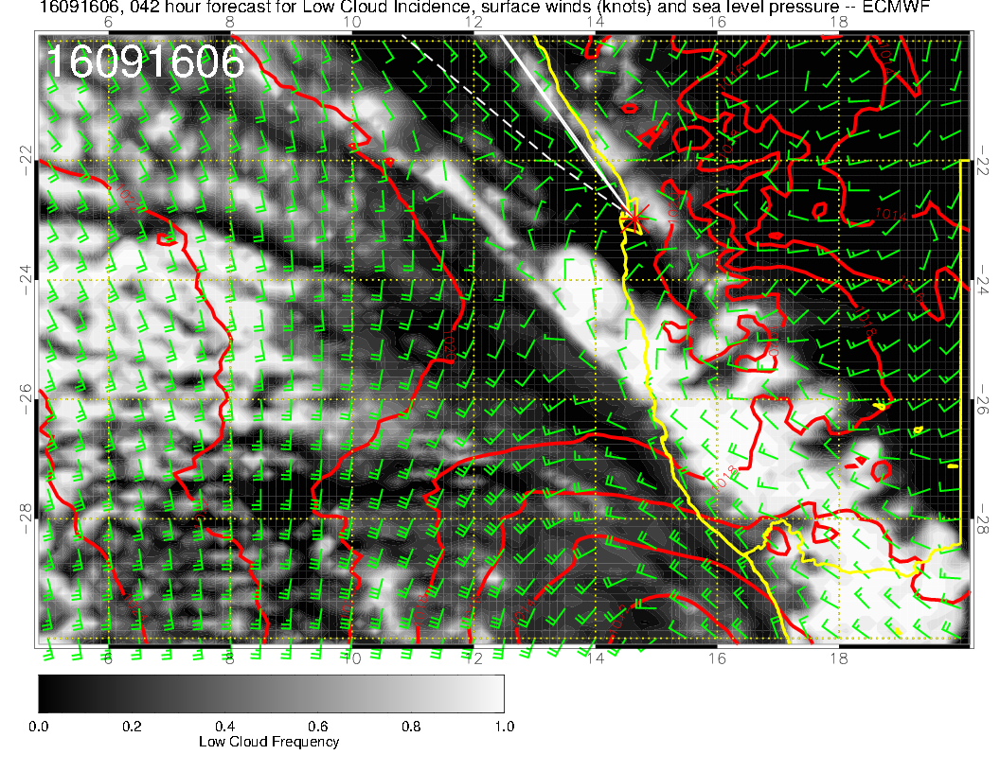 16091606, 042 hour forecast for Low Cloud Incidence, surface winds (knots) and sea level pressure -- ECMWF
6 8 10 12 14 16 18
16091606
-22 -22
1014
-24 -24
-26 -26
1018
-28 -28
6 8 10 12 14 16 18
0.0 0.2 0.4 0.6 0.8 1.0
Low Cloud Frequency